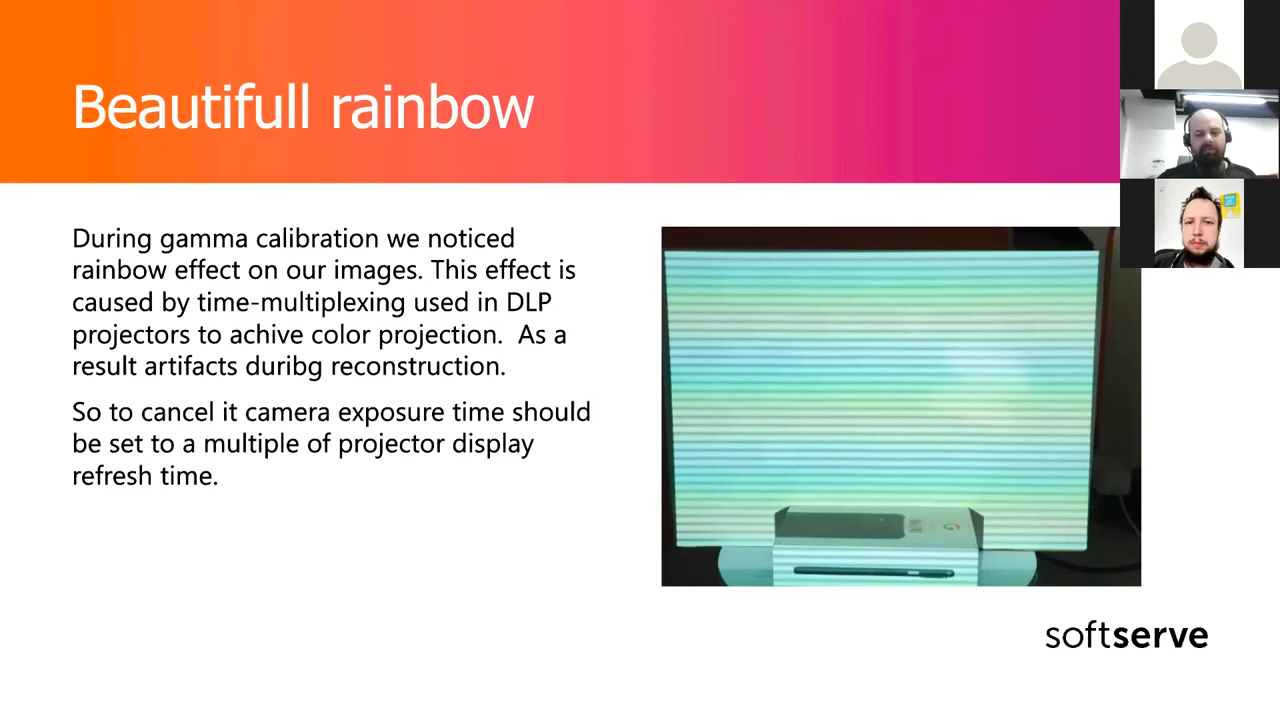 Beautifull rainbow
During gamma calibration we noticed
rainbow effect on our images. This effect is
caused by time-multiplexing used in DLP
projectors to achive color projection.  As a
result artifacts duribg reconstruction.
So to cancel it camera exposure time should
be set to a multiple of projector display
refresh time.
softserve